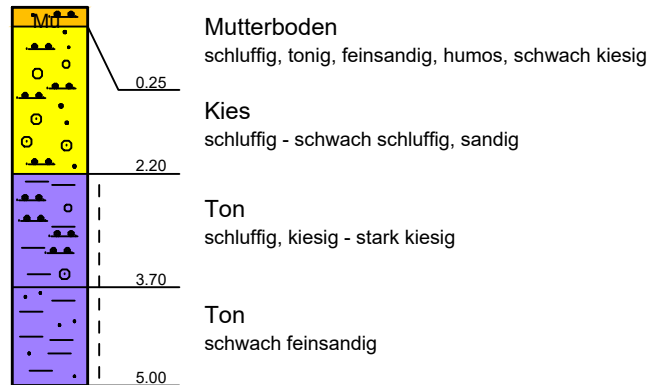 Mu
Mutterboden
schluffig, tonig, feinsandig, humos, schwach kiesig
0.25
Kies
schluffig - schwach schluffig, sandig
2.20
Ton
schluffig, kiesig - stark kiesig
3.70
Ton
schwach feinsandig
5.00